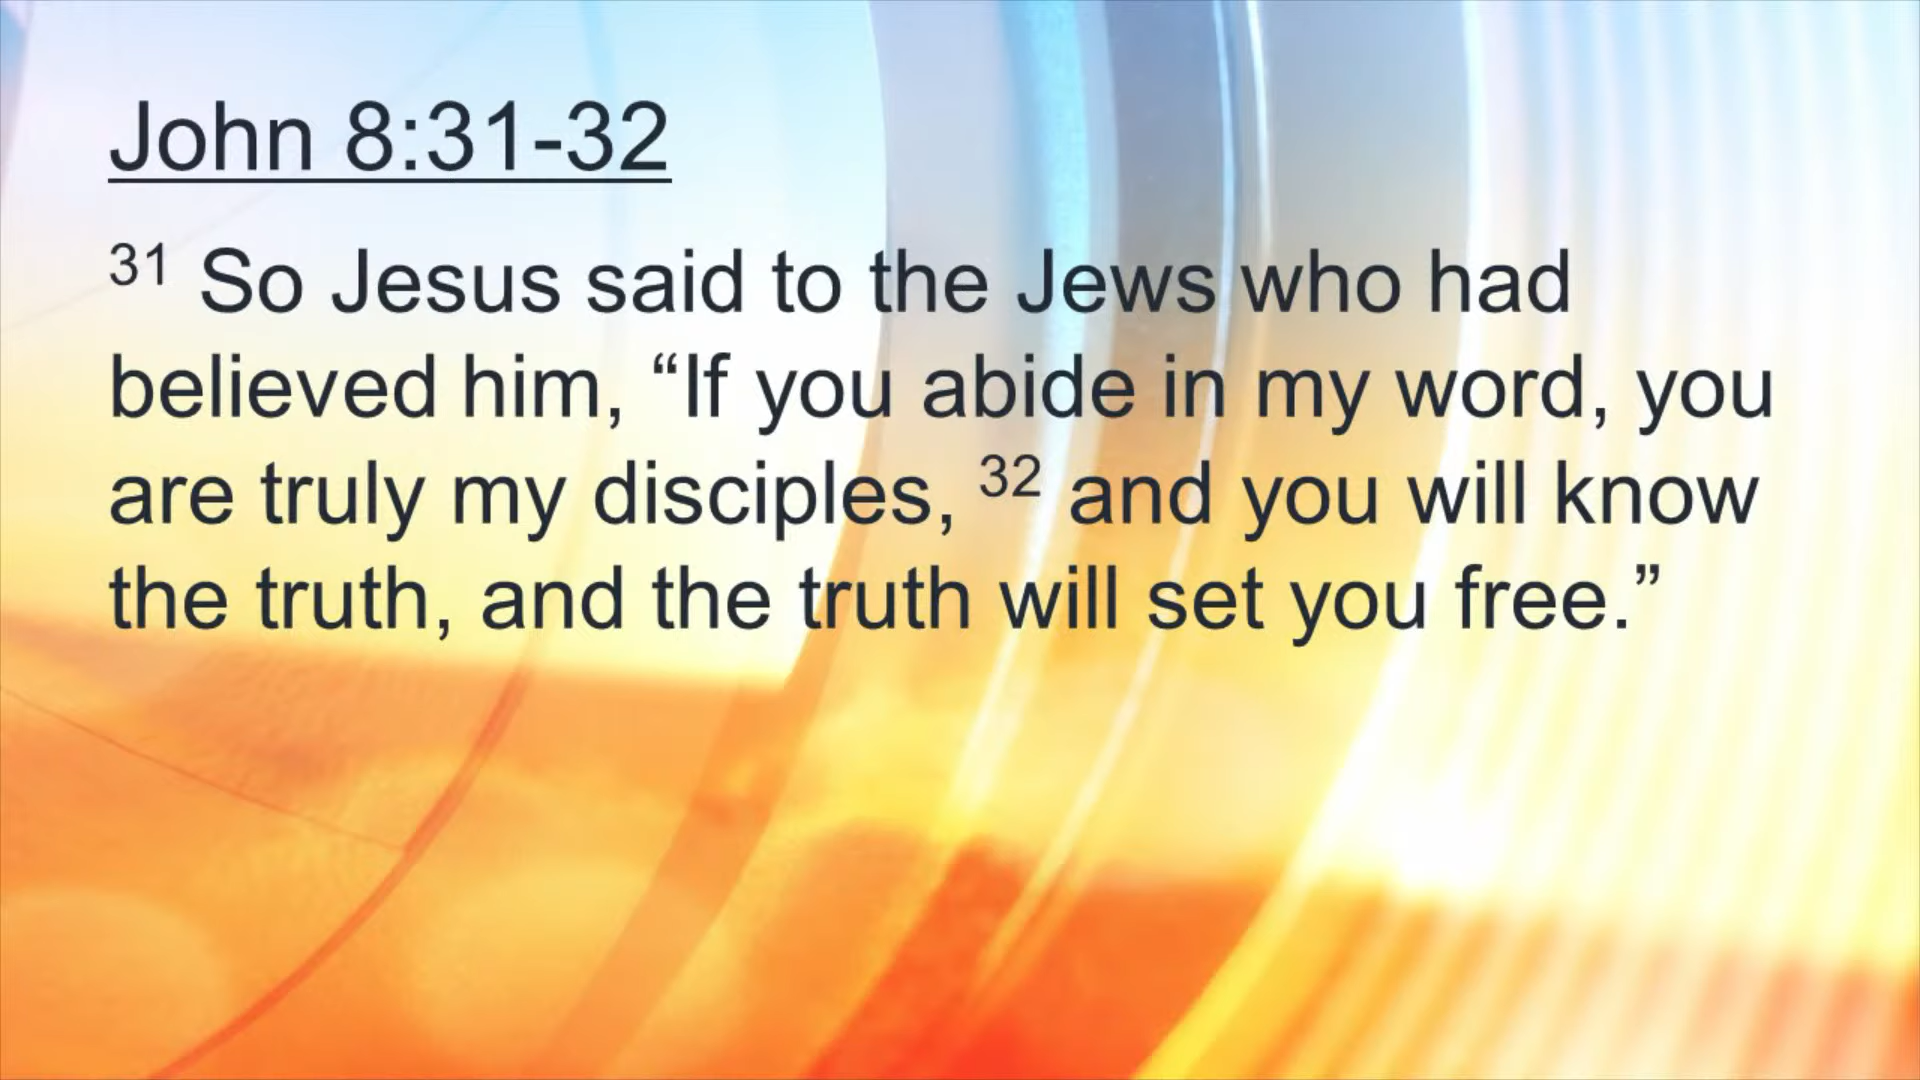 John 8:31-32
³¹ So Jesus said to the Jews who had
believed him, “If you abide in my word, you
are truly my disciples, ³² and you will know
the truth, and the truth will set you free.”